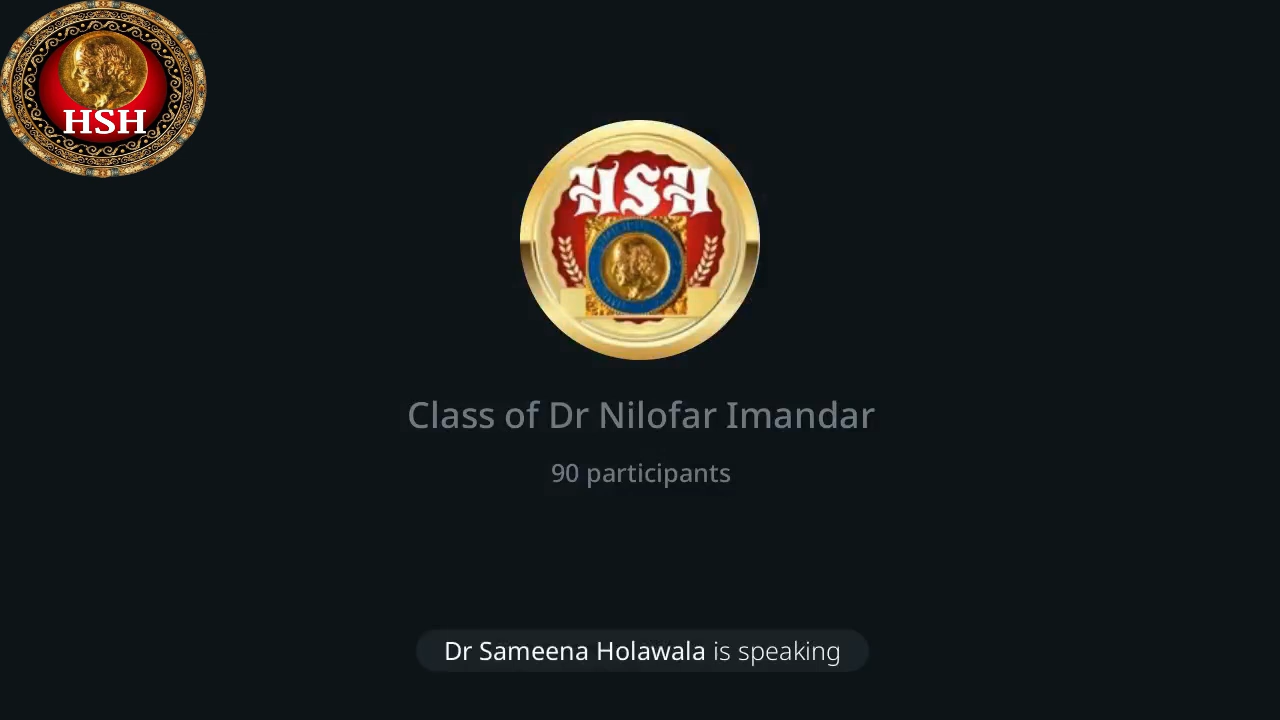 HSH
HSH
Class of Dr Nilofar Imandar
90 participants
Dr Sameena Holawala is speaking